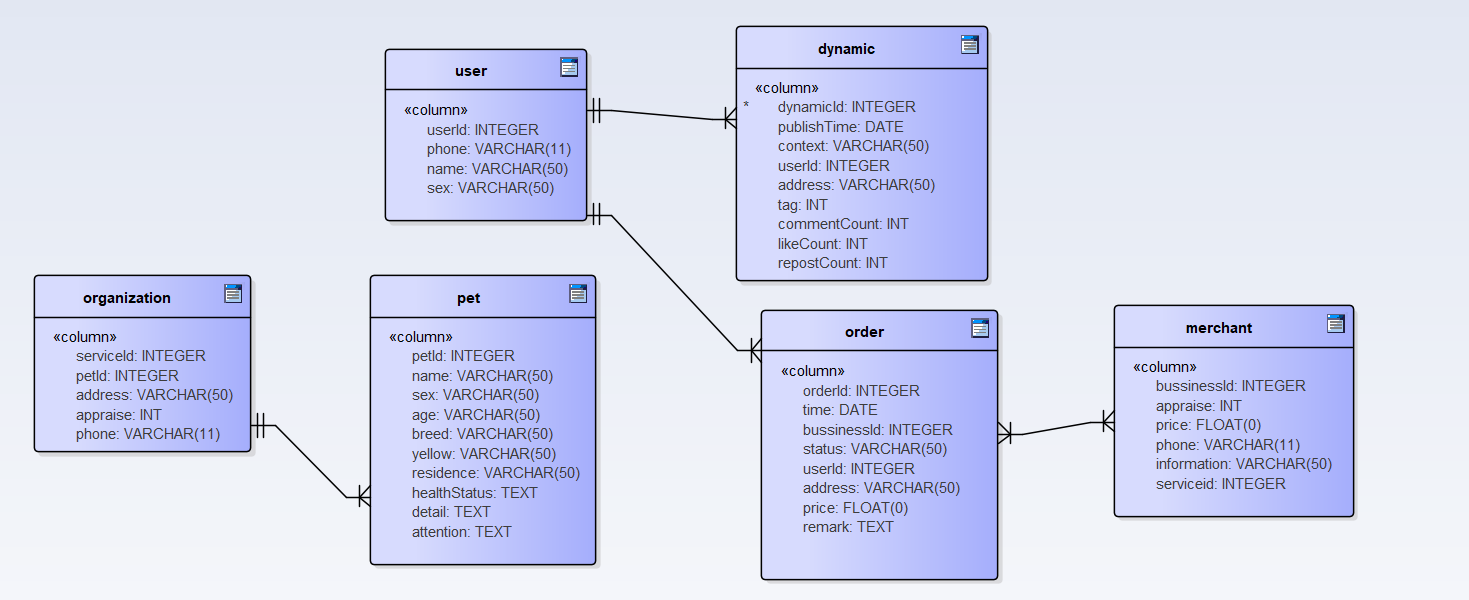 user
«column»
userId: INTEGER
phone: VARCHAR(11)
name: VARCHAR(50)
sex: VARCHAR(50)
dynamic
«column»
* dynamicId: INTEGER
publishTime: DATE
context: VARCHAR(50)
userId: INTEGER
address: VARCHAR(50)
tag: INT
commentCount: INT
likeCount: INT
repostCount: INT
organization
«column»
serviceId: INTEGER
petId: INTEGER
address: VARCHAR(50)
appraise: INT
phone: VARCHAR(11)
pet
«column»
petId: INTEGER
name: VARCHAR(50)
sex: VARCHAR(50)
age: VARCHAR(50)
breed: VARCHAR(50)
yellow: VARCHAR(50)
residence: VARCHAR(50)
healthStatus: TEXT
detail: TEXT
attention: TEXT
order
«column»
orderId: INTEGER
time: DATE
bussinessId: INTEGER
status: VARCHAR(50)
userId: INTEGER
address: VARCHAR(50)
price: FLOAT(0)
remark: TEXT
merchant
«column»
bussinessId: INTEGER
appraise: INT
price: FLOAT(0)
phone: VARCHAR(11)
information: VARCHAR(50)
serviceid: INTEGER